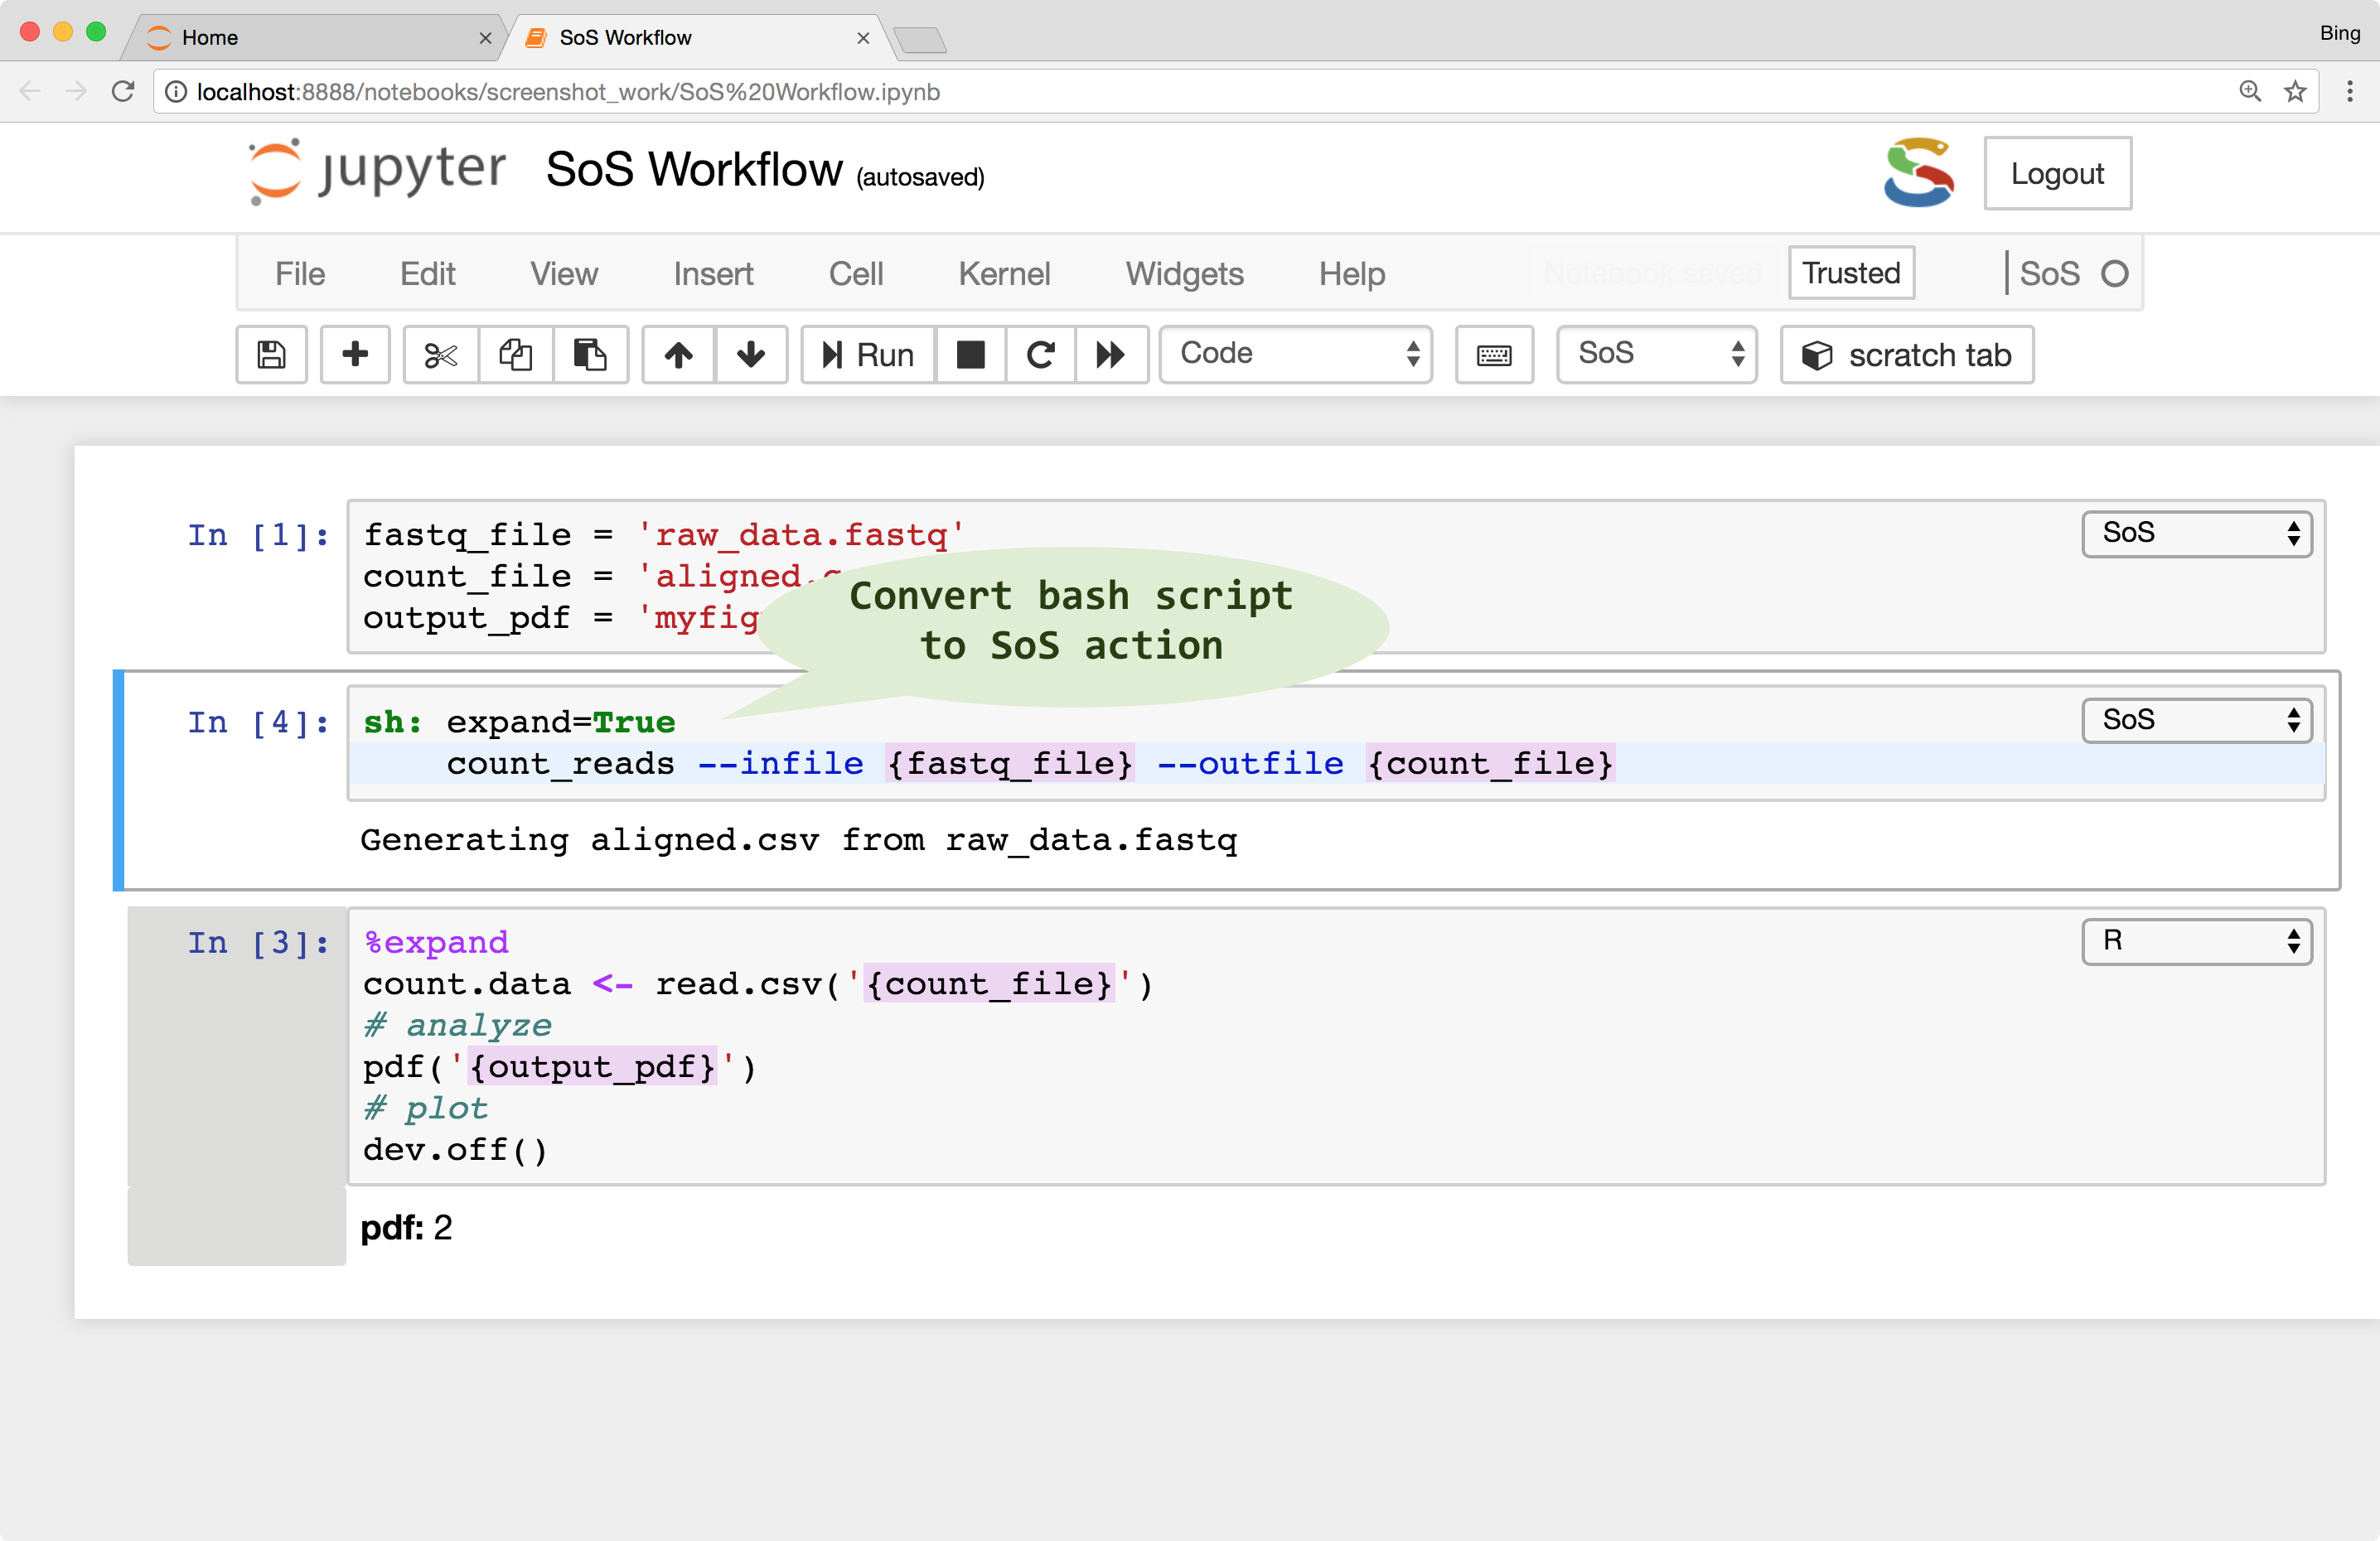 Home
SoS Workflow
Bing
localhost:8888/notebooks/screenshot_work/SoS%20Workflow.ipynb
jupyter SoS Workflow (autosaved)
Logout
File Edit View Insert Cell Kernel Widgets Help Notebook saved Trusted SoS
Run Code SoS scratch tab
In [1]: fastq_file = 'raw_data.fastq' SoS
count_file = 'aligned.
output_pdf = 'myfig
Convert bash script
to SoS action
In [4]: sh: expand=True SoS
count_reads --infile {fastq_file} --outfile {count_file}
Generating aligned.csv from raw_data.fastq
In [3]: %expand R
count.data <- read.csv('{count_file}')
# analyze
pdf('{output_pdf}')
# plot
dev.off()
pdf: 2